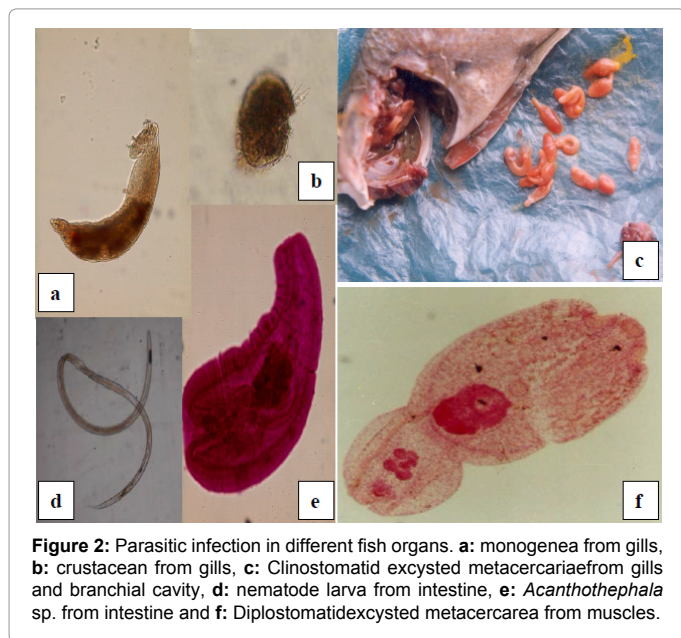 a
b
c
d
e
f
Figure 2: Parasitic infection in different fish organs. a: monogenea from gills,
b: crustacean from gills, c: Clinostomatid excysted metacercariaefrom gills
and branchial cavity, d: nematode larva from intestine, e: Acanthothephala
sp. from intestine and f: Diplostomatidexcysted metacercarea from muscles.